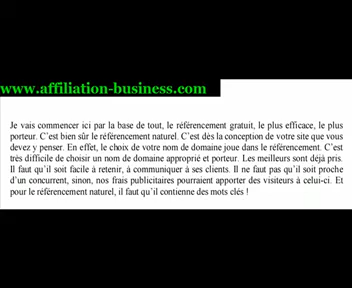 www.affiliation-business.com
Je vais commencer ici par la base de tout, le référencement gratuit, le plus efficace, le plus
porteur. C'est bien sûr le référencement naturel. C'est dès la conception de votre site que vous
devez y penser. En effet, le choix de votre nom de domaine joue dans le référencement. C'est
très difficile de choisir un nom de domaine approprié et porteur. Les meilleurs sont déjà pris.
Il faut qu'il soit facile à retenir, à communiquer à ses clients. Il ne faut pas qu'il soit proche
d'un concurrent, sinon, nos frais publicitaires pourraient apporter des visiteurs à celui-ci. Et
pour le référencement naturel, il faut qu'il contienne des mots clés !